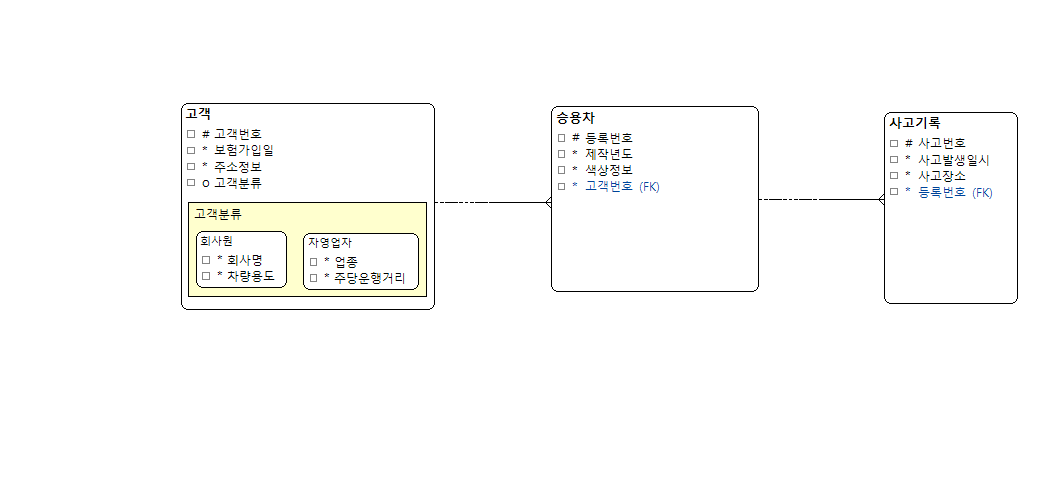 고객
# 고객번호
* 보험가입일
* 주소정보
o 고객분류
고객분류
회사원
* 회사명
* 차량용도
자영업자
* 업종
* 주당운행거리
승용차
# 등록번호
* 제작년도
* 색상정보
* 고객번호 (FK)
사고기록
# 사고번호
* 사고발생일시
* 사고장소
* 등록번호 (FK)